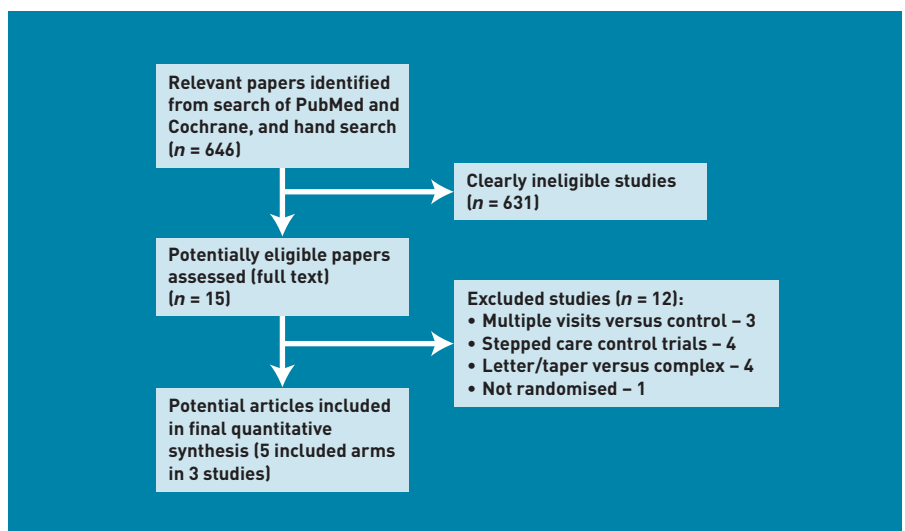 Relevant papers identified
from search of PubMed and
Cochrane, and hand search
(n = 646)
Clearly ineligible studies
(n = 631)
Potentially eligible papers
assessed (full text)
(n = 15)
Excluded studies (n = 12):
• Multiple visits versus control – 3
• Stepped care control trials – 4
• Letter/taper versus complex – 4
• Not randomised – 1
Potential articles included
in final quantitative
synthesis (5 included arms
in 3 studies)